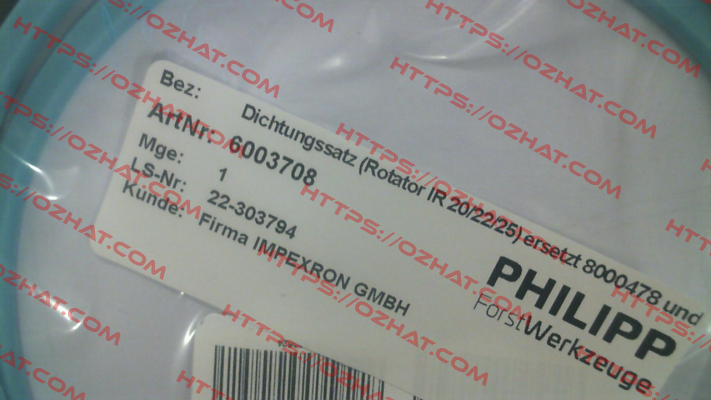 Bez: Dichtungssatz (Rotator IR 20/22/25) ersetzt 8000478 und
ArtNr: 6003708
Mge: 1
LS-Nr: 22-303794
Kunde: Firma IMPEXRON GMBH
PHILIPP
ForstWerkzeuge
HTTPS://OZHAT.COM